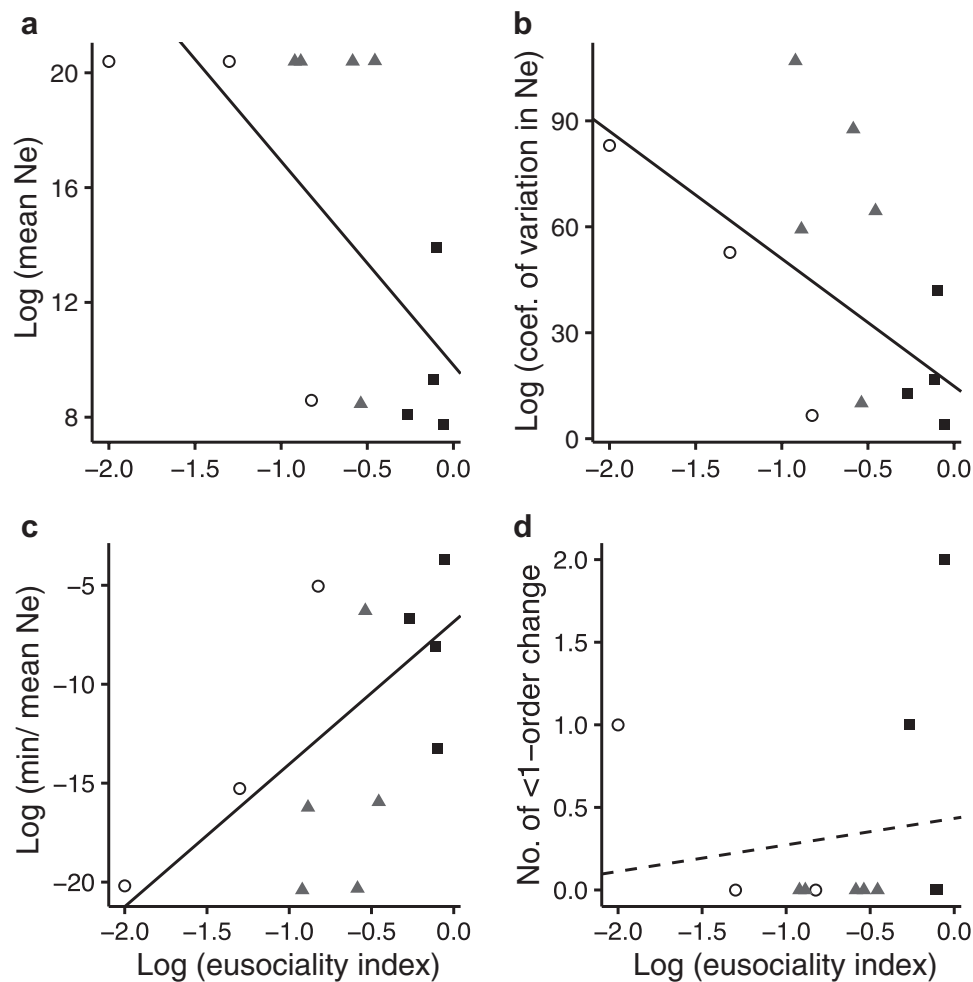 a
Log (mean Ne)
20
16
12
8
−2.0 −1.5 −1.0 −0.5 0.0
b
Log (coef. of variation in Ne)
90
60
30
0
−2.0 −1.5 −1.0 −0.5 0.0
c
Log (min/ mean Ne)
−5
−10
−15
−20
−2.0 −1.5 −1.0 −0.5 0.0
Log (eusociality index)
d
No. of <1−order change
2.0
1.5
1.0
0.5
0.0
−2.0 −1.5 −1.0 −0.5 0.0
Log (eusociality index)